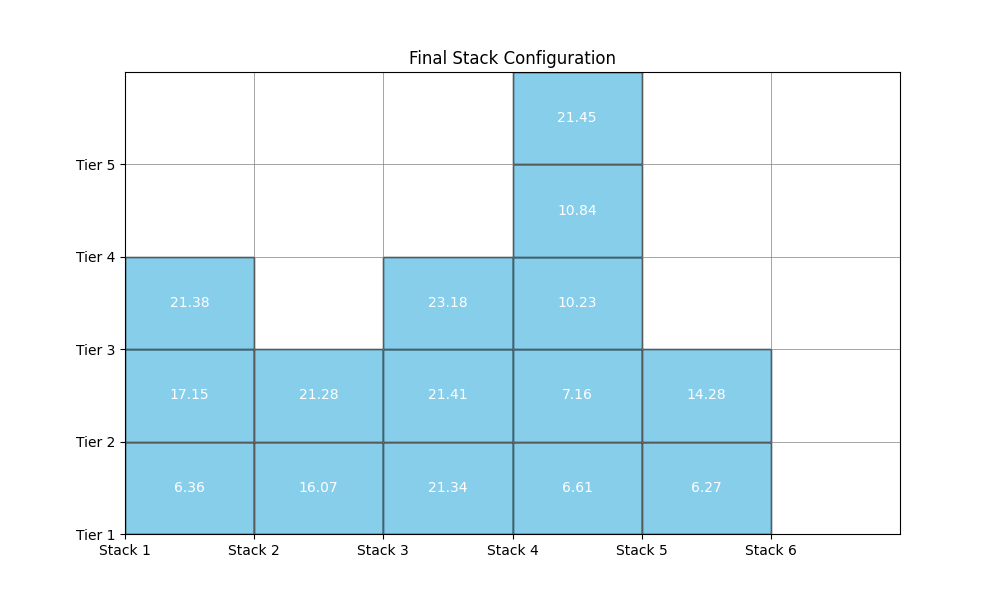 Final Stack Configuration
21.45
Tier 5
10.84
Tier 4
21.38 23.18 10.23
Tier 3
17.15 21.28 21.41 7.16 14.28
Tier 2
6.36 16.07 21.34 6.61 6.27
Tier 1
Stack 1 Stack 2 Stack 3 Stack 4 Stack 5 Stack 6